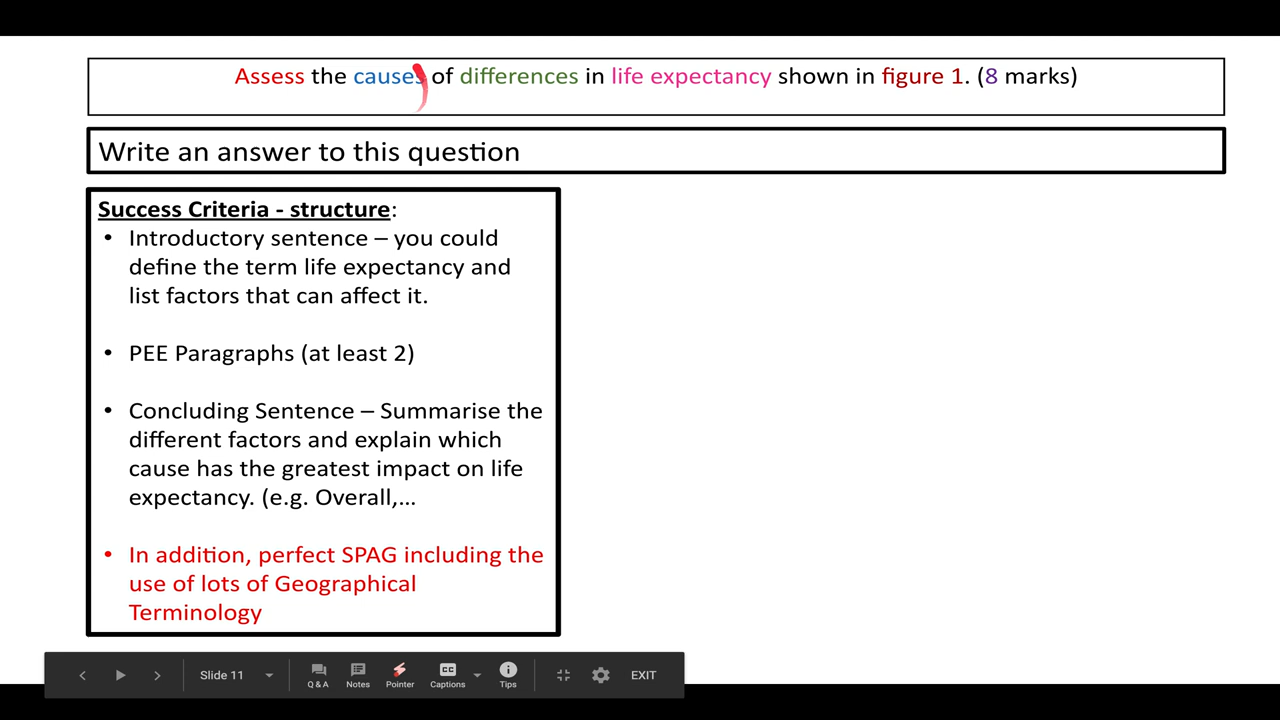 Assess the causes of differences in life expectancy shown in figure 1. (8 marks)
Write an answer to this question
Success Criteria - structure:
• Introductory sentence – you could
define the term life expectancy and
list factors that can affect it.
• PEE Paragraphs (at least 2)
• Concluding Sentence – Summarise the
different factors and explain which
cause has the greatest impact on life
expectancy. (e.g. Overall,...
• In addition, perfect SPAG including the
use of lots of Geographical
Terminology
Slide 11
Q & A
Notes
Pointer
Captions
Tips
EXIT